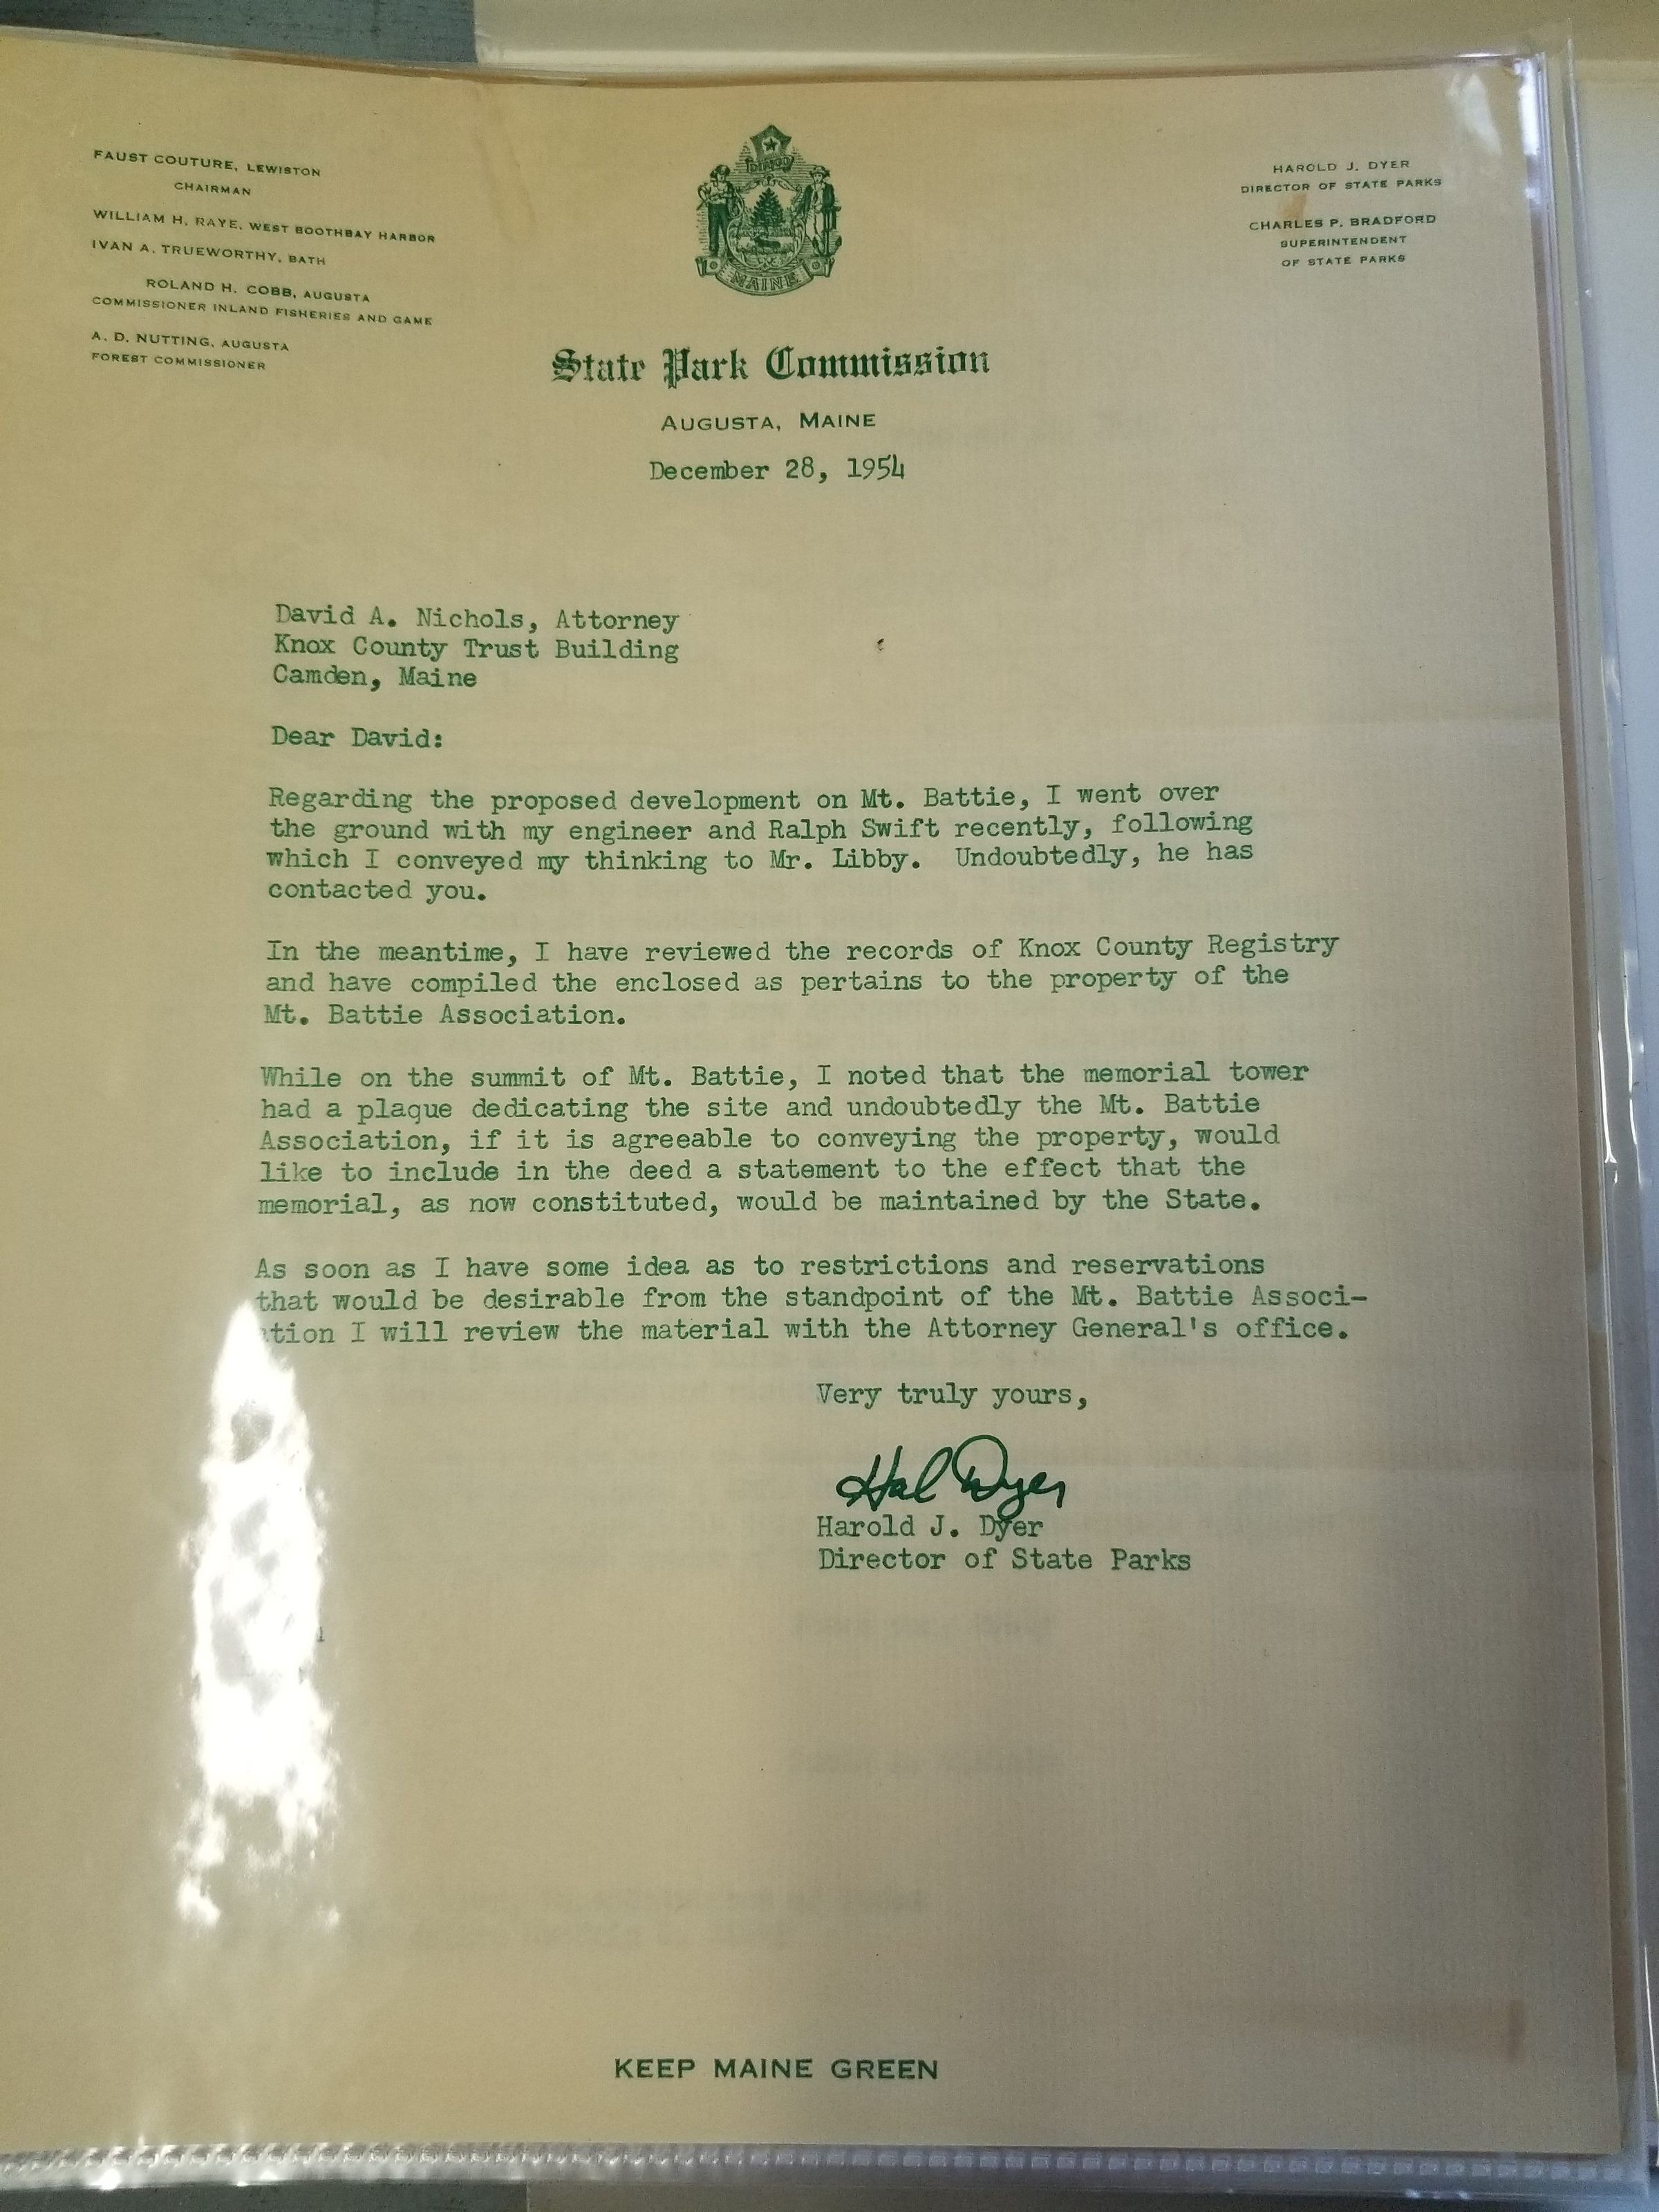 FAUST COUTURE, LEWISTON
CHAIRMAN
WILLIAM H. RAYE, WEST BOOTHBAY HARBOR
IVAN A. TRUEWORTHY, BATH
ROLAND H. COBB, AUGUSTA
COMMISSIONER INLAND FISHERIES AND GAME
A. D. NUTTING, AUGUSTA
FOREST COMMISSIONER
DIRIGO
MAINE
HAROLD J. DYER
DIRECTOR OF STATE PARKS
CHARLES P. BRADFORD
SUPERINTENDENT
OF STATE PARKS
State Park Commission
AUGUSTA, MAINE
December 28, 1954
David A. Nichols, Attorney
Knox County Trust Building
Camden, Maine
Dear David:
Regarding the proposed development on Mt. Battie, I went over
the ground with my engineer and Ralph Swift recently, following
which I conveyed my thinking to Mr. Libby. Undoubtedly, he has
contacted you.
In the meantime, I have reviewed the records of Knox County Registry
and have compiled the enclosed as pertains to the property of the
Mt. Battie Association.
While on the summit of Mt. Battie, I noted that the memorial tower
had a plaque dedicating the site and undoubtedly the Mt. Battie
Association, if it is agreeable to conveying the property, would
like to include in the deed a statement to the effect that the
memorial, as now constituted, would be maintained by the State.
As soon as I have some idea as to restrictions and reservations
that would be desirable from the standpoint of the Mt. Battie Associ-
ation I will review the material with the Attorney General's office.
Very truly yours,
Hal Dyer
Harold J. Dyer
Director of State Parks
KEEP MAINE GREEN